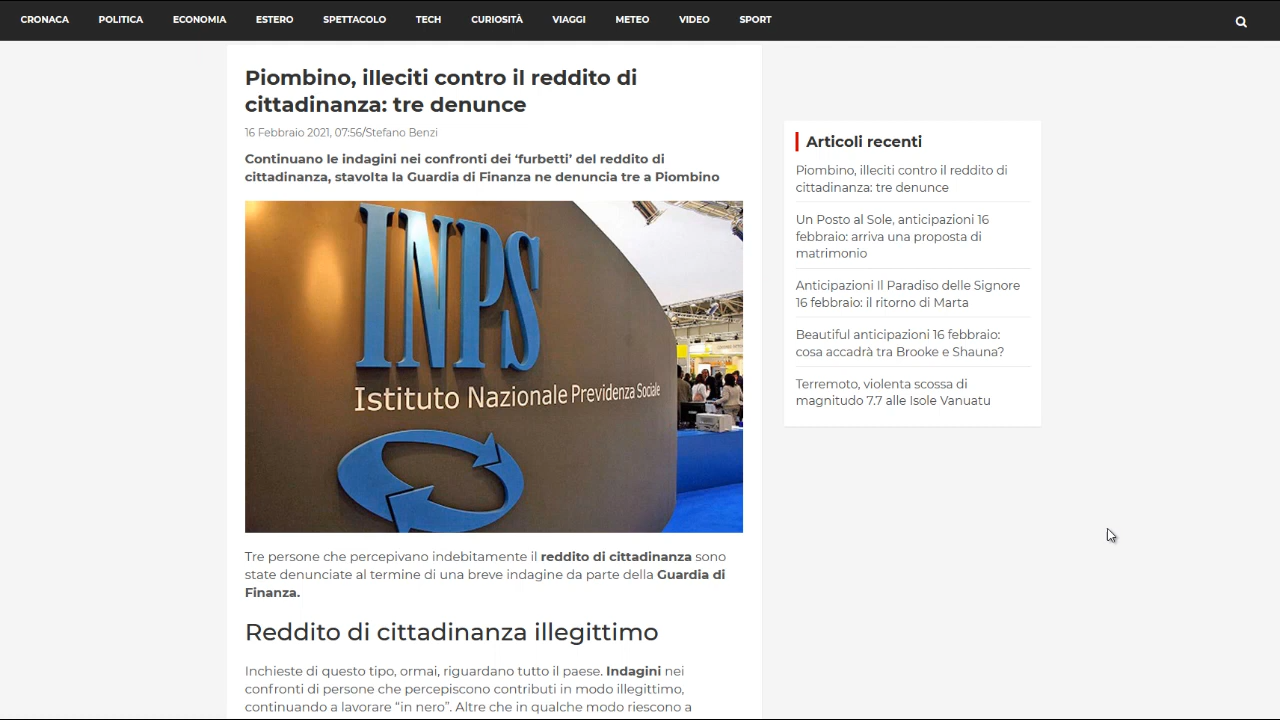 CRONACA POLITICA ECONOMIA ESTERO SPETTACOLO TECH CURIOSITÀ VIAGGI METEO VIDEO SPORT
Piombino, illeciti contro il reddito di
cittadinanza: tre denunce
16 Febbraio 2021, 07:56/Stefano Benzi
Continuano le indagini nei confronti dei ‘furbetti’ del reddito di
cittadinanza, stavolta la Guardia di Finanza ne denuncia tre a Piombino
INPS
Istituto Nazionale Previdenza Sociale
Tre persone che percepivano indebitamente il reddito di cittadinanza sono
state denunciate al termine di una breve indagine da parte della Guardia di
Finanza.
Reddito di cittadinanza illegittimo
Inchieste di questo tipo, ormai, riguardano tutto il paese. Indagini nei
confronti di persone che percepiscono contributi in modo illegittimo,
continuando a lavorare “in nero”. Altre che in qualche modo riescono a
Articoli recenti
Piombino, illeciti contro il reddito di
cittadinanza: tre denunce
Un Posto al Sole, anticipazioni 16
febbraio: arriva una proposta di
matrimonio
Anticipazioni Il Paradiso delle Signore
16 febbraio: il ritorno di Marta
Beautiful anticipazioni 16 febbraio:
cosa accadrà tra Brooke e Shauna?
Terremoto, violenta scossa di
magnitudo 7.7 alle Isole Vanuatu